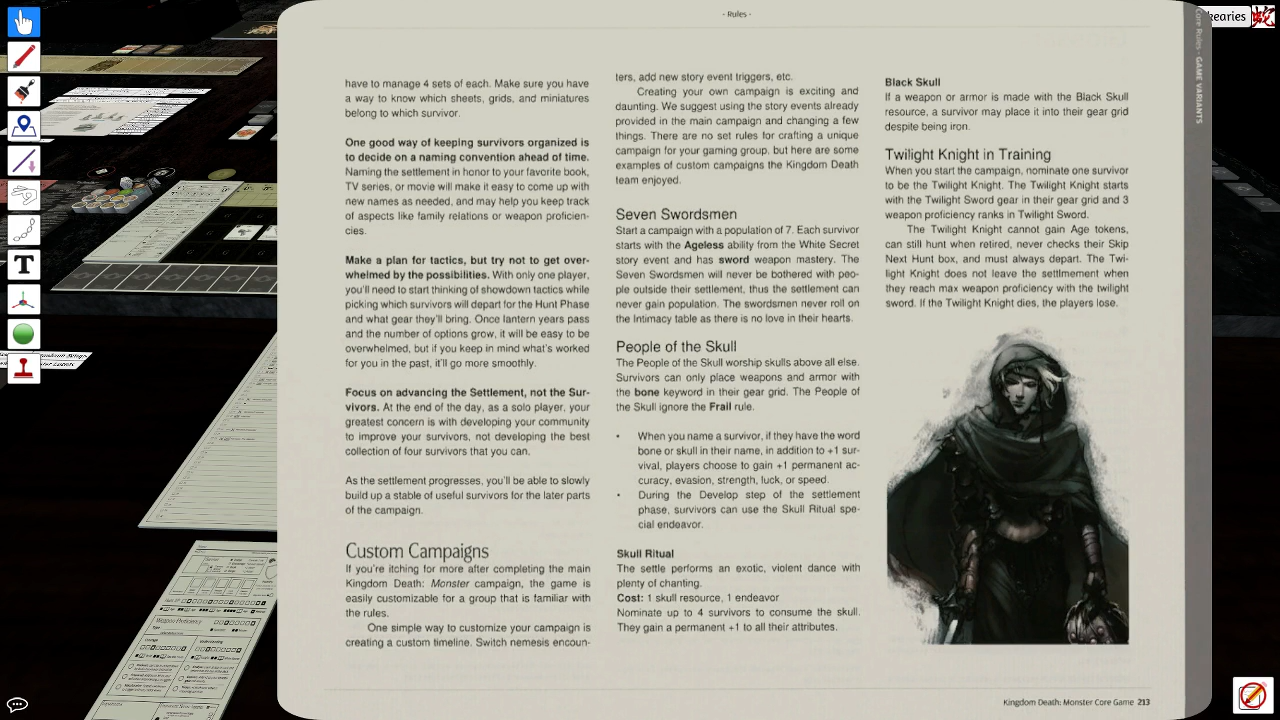 - Rules -
have to manage 4 sets of each. Make sure you have
a way to know which sheets, grids, and miniatures
belong to which survivor.
One good way of keeping survivors organized is
to decide on a naming convention ahead of time.
Naming the settlement in honor to your favorite book,
TV series, or movie will make it easy to come up with
new names as needed, and may help you keep track
of aspects like family relations or weapon proficien-
cies.
Make a plan for tactics, but try not to get over-
whelmed by the possibilities. With only one player,
you'll need to start thinking of showdown tactics while
picking which survivors will depart for the Hunt Phase
and what gear they'll bring. Once lantern years pass
and the number of options grow, it will be easy to be
overwhelmed, but if you keep in mind what's worked
for you in the past, it'll go more smoothly.
Focus on advancing the Settlement, not the Sur-
vivors. At the end of the day, as a solo player, your
greatest concern is with developing your community
to improve your survivors, not developing the best
collection of four survivors that you can.
As the settlement progresses, you'll be able to slowly
build up a stable of useful survivors for the later parts
of the campaign.
Custom Campaigns
If you're itching for more after completing the main
Kingdom Death: Monster campaign, the game is
easily customizable for a group that is familiar with
the rules.
One simple way to customize your campaign is
creating a custom timeline. Switch nemesis encoun-
ters, add new story event triggers, etc.
Creating your own campaign is exciting and
daunting. We suggest using the story events already
provided in the main campaign and changing a few
things. There are no set rules for crafting a unique
campaign for your gaming group, but here are some
examples of custom campaigns the Kingdom Death
team enjoyed.
Seven Swordsmen
Start a campaign with a population of 7. Each survivor
starts with the Ageless ability from the White Secret
story event and has sword weapon mastery. The
Seven Swordsmen will never be bothered with peo-
ple outside their settlement, thus the settlement can
never gain population. The swordsmen never roll on
the Intimacy table as there is no love in their hearts.
People of the Skull
The People of the Skull worship skulls above all else.
Survivors can only place weapons and armor with
the bone keyword in their gear grid. The People of
the Skull ignore the Frail rule.
• When you name a survivor, if they have the word
bone or skull in their name, in addition to +1 sur-
vival, players choose to gain +1 permanent ac-
curacy, evasion, strength, luck, or speed.
• During the Develop step of the settlement
phase, survivors can use the Skull Ritual spe-
cial endeavor.
Skull Ritual
The settle performs an exotic, violent dance with
plenty of chanting.
Cost: 1 skull resource, 1 endeavor
Nominate up to 4 survivors to consume the skull.
They gain a permanent +1 to all their attributes.
Black Skull
If a weapon or armor is made with the Black Skull
resource, a survivor may place it into their gear grid
despite being iron.
Twilight Knight in Training
When you start the campaign, nominate one survivor
to be the Twilight Knight. The Twilight Knight starts
with the Twilight Sword gear in their gear grid and 3
weapon proficiency ranks in Twilight Sword.
The Twilight Knight cannot gain Age tokens,
can still hunt when retired, never checks their Skip
Next Hunt box, and must always depart. The Twi-
light Knight does not leave the settlmement when
they reach max weapon proficiency with the twilight
sword. If the Twilight Knight dies, the players lose.
Kingdom Death: Monster Core Game 213
Core Rules - GAME VARIANTS
kearies
蛇
T
Weapon Proficiency